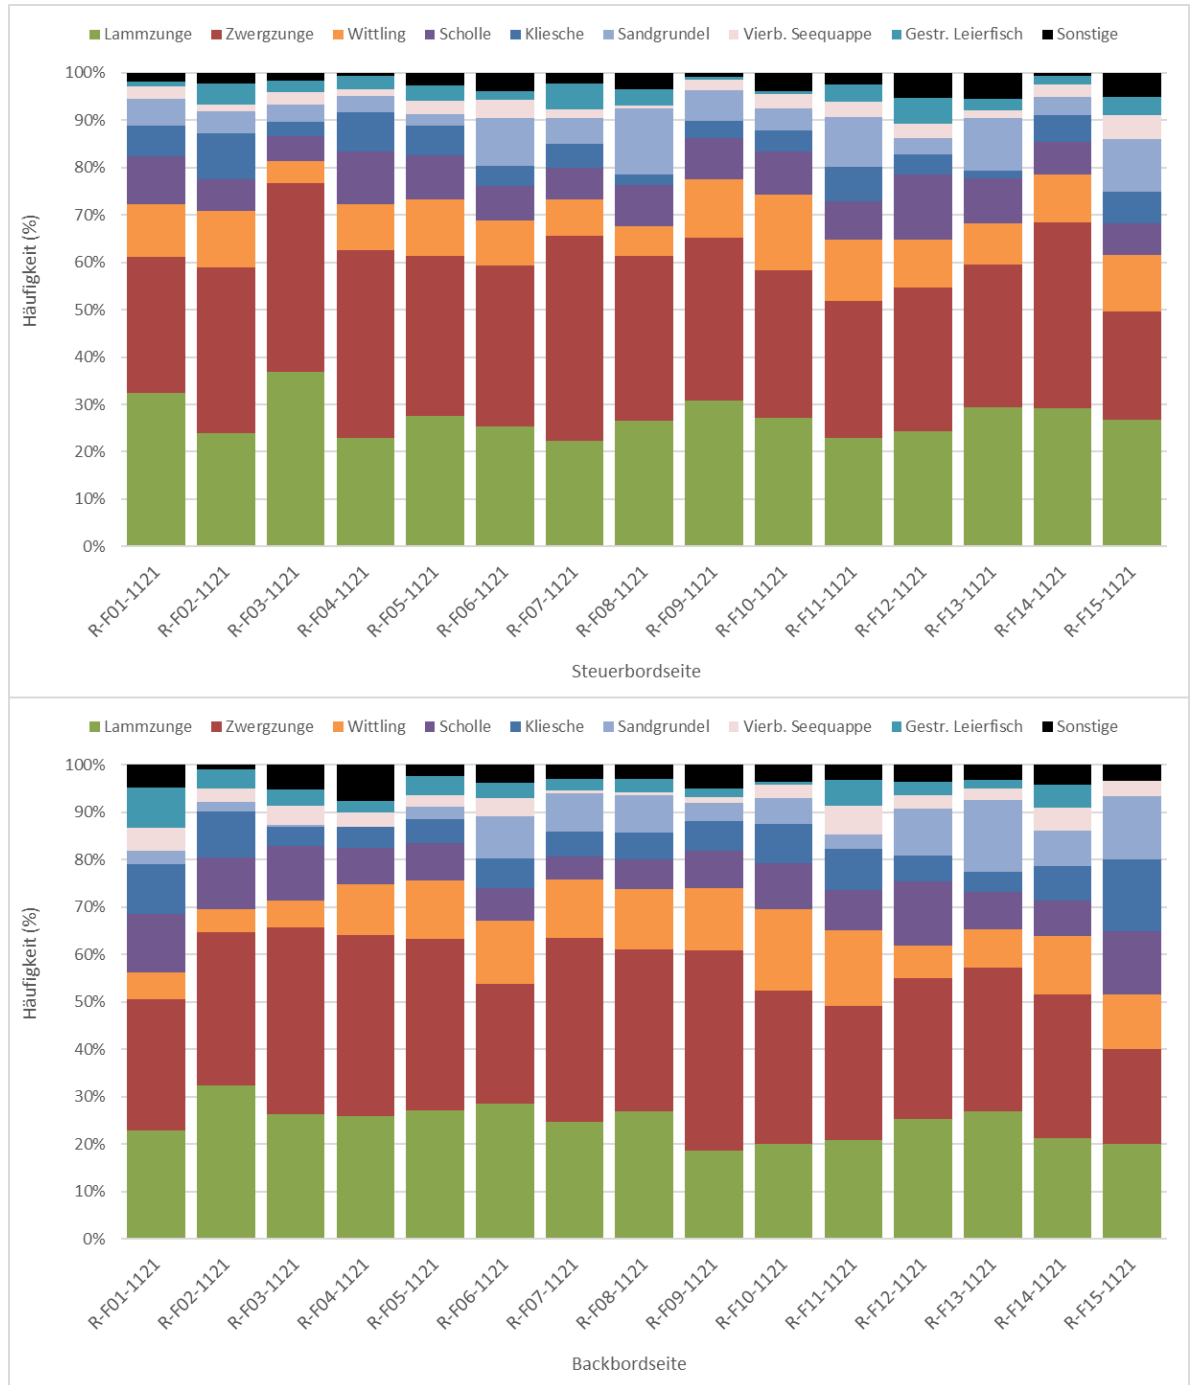 Lammzunge Zwergzunge Wittling Scholle Kliesche Sandgrundel Vierb. Seequappe Gestr. Leierfisch Sonstige
100%
90%
80%
70%
60%
50%
40%
30%
20%
10%
0%
Häufigkeit (%)
R-F01-1121 R-F02-1121 R-F03-1121 R-F04-1121 R-F05-1121 R-F06-1121 R-F07-1121 R-F08-1121 R-F09-1121 R-F10-1121 R-F11-1121 R-F12-1121 R-F13-1121 R-F14-1121 R-F15-1121
Steuerbordseite
Lammzunge Zwergzunge Wittling Scholle Kliesche Sandgrundel Vierb. Seequappe Gestr. Leierfisch Sonstige
100%
90%
80%
70%
60%
50%
40%
30%
20%
10%
0%
Häufigkeit (%)
R-F01-1121 R-F02-1121 R-F03-1121 R-F04-1121 R-F05-1121 R-F06-1121 R-F07-1121 R-F08-1121 R-F09-1121 R-F10-1121 R-F11-1121 R-F12-1121 R-F13-1121 R-F14-1121 R-F15-1121
Backbordseite